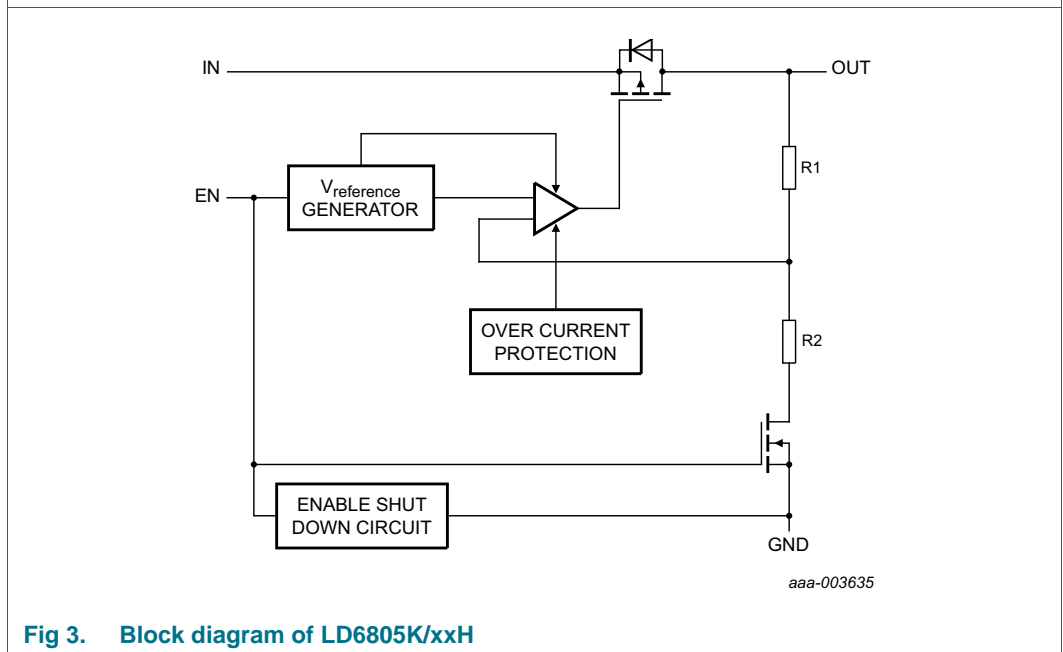 IN
OUT
R1
EN
Vreference
GENERATOR
OVER CURRENT
PROTECTION
R2
ENABLE SHUT
DOWN CIRCUIT
GND
aaa-003635
Fig 3. Block diagram of LD6805K/xxH